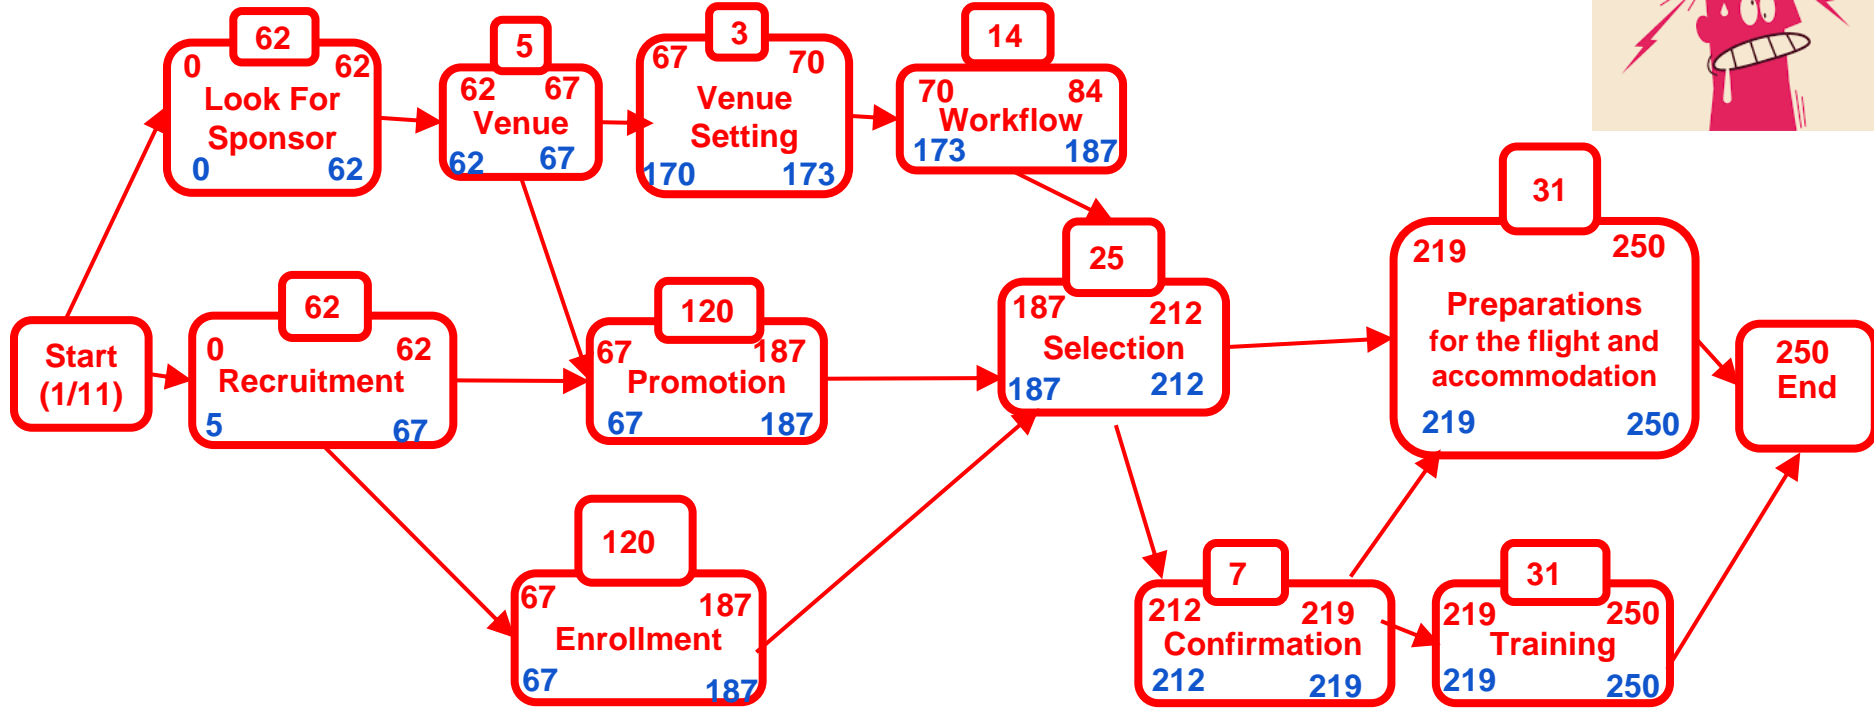 62
0 62
Look For
Sponsor
0 62
5
62 67
Venue
62 67
3
67 70
Venue
Setting
170 173
14
70 84
Workflow
173 187
Start
(1/11)
62
0 62
Recruitment
5 67
120
67 187
Promotion
67 187
120
67 187
Enrollment
67 187
25
187 212
Selection
187 212
7
212 219
Confirmation
212 219
31
219 250
Preparations
for the flight and
accommodation
219 250
31
219 250
Training
219 250
250
End